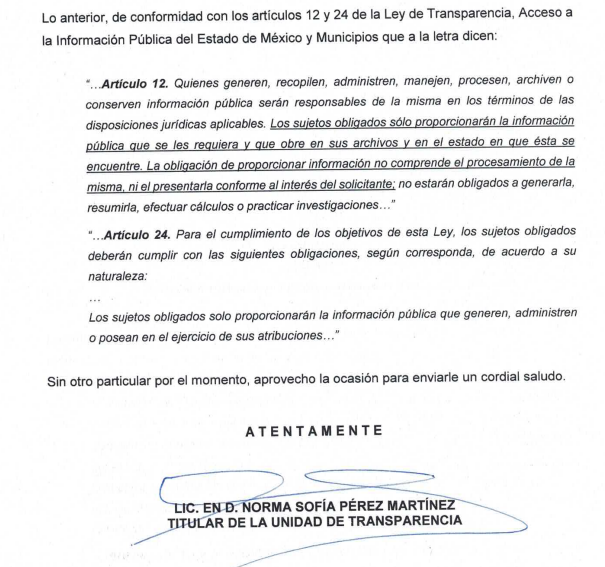 Lo anterior, de conformidad con los artículos 12 y 24 de la Ley de Transparencia, Acceso a
la Información Pública del Estado de México y Municipios que a la letra dicen:
“…Artículo 12. Quienes generen, recopilen, administren, manejen, procesen, archiven o
conserven información pública serán responsables de la misma en los términos de las
disposiciones jurídicas aplicables. Los sujetos obligados sólo proporcionarán la información
pública que se les requiera y que obre en sus archivos y en el estado en que ésta se
encuentre. La obligación de proporcionar información no comprende el procesamiento de la
misma, ni el presentarla conforme al interés del solicitante; no estarán obligados a generarla,
resumirla, efectuar cálculos o practicar investigaciones…”
“…Artículo 24. Para el cumplimiento de los objetivos de esta Ley, los sujetos obligados
deberán cumplir con las siguientes obligaciones, según corresponda, de acuerdo a su
naturaleza:
…
Los sujetos obligados solo proporcionarán la información pública que generen, administren
o posean en el ejercicio de sus atribuciones…”
Sin otro particular por el momento, aprovecho la ocasión para enviarle un cordial saludo.
A T E N T A M E N T E
LIC. EN D. NORMA SOFÍA PÉREZ MARTÍNEZ
TITULAR DE LA UNIDAD DE TRANSPARENCIA